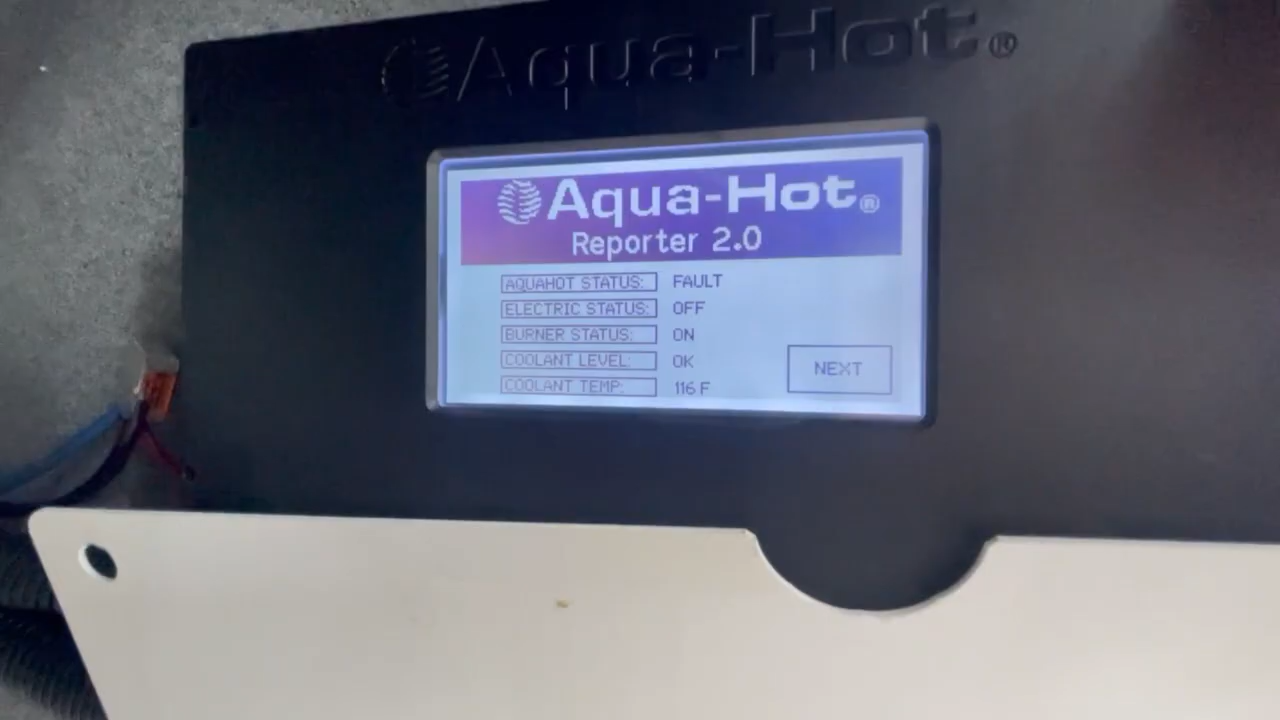 Aqua-Hot®
Aqua-Hot®
Reporter 2.0
AQUAHOT STATUS: FAULT
ELECTRIC STATUS: OFF
BURNER STATUS: ON
COOLANT LEVEL: OK
COOLANT TEMP: 116 F
NEXT